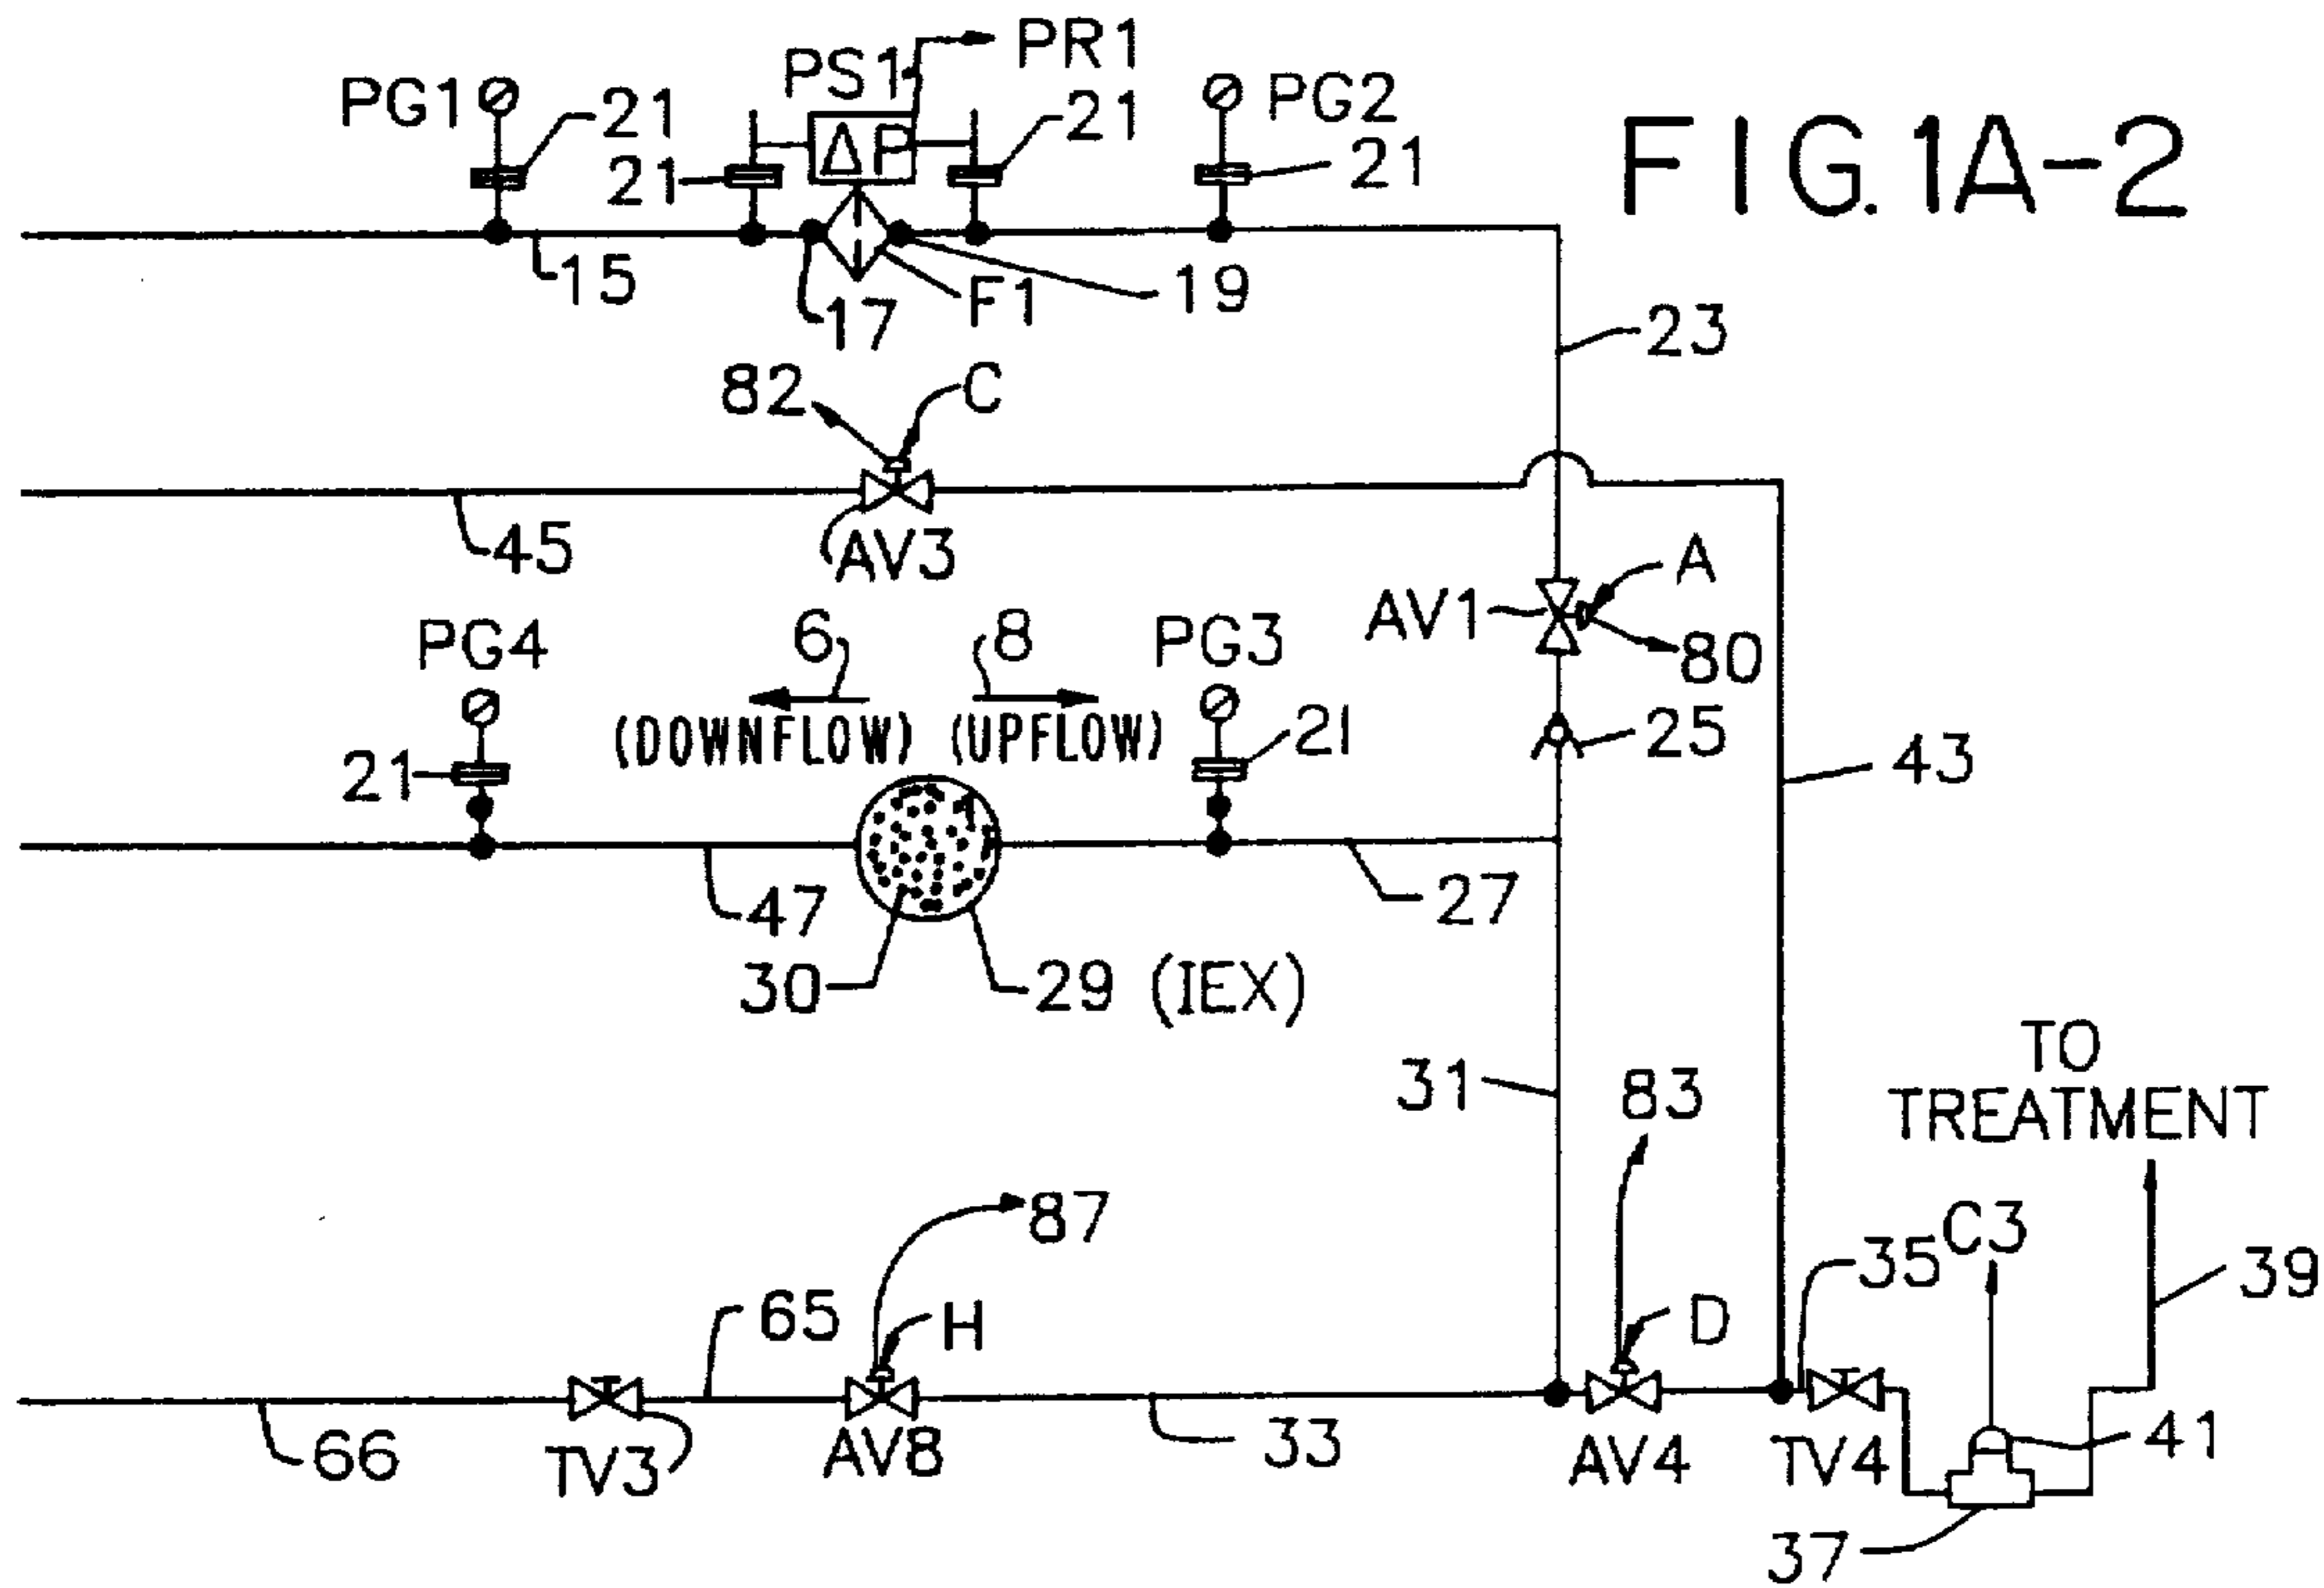 PR1
PS1
PG1
21
21
PG2
FIG.1A-2
ΔP
21
21
15
17
F1
19
23
82
C
45
AV3
A
AV1
80
PG4
6
8
PG3
(DOWNFLOW)
(UPFLOW)
21
25
21
43
47
27
30
29 (IEX)
TO
TREATMENT
31
83
87
C3
35
39
65
H
D
66
TV3
AV8
33
AV4
TV4
41
37